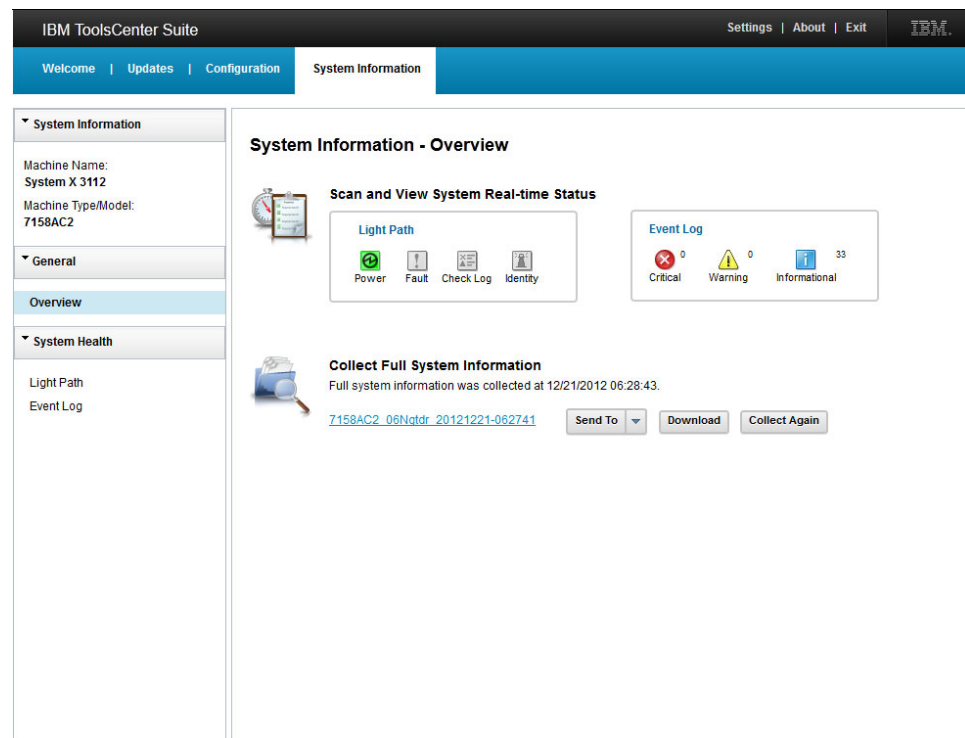 IBM ToolsCenter Suite
Settings | About | Exit
IBM.
Welcome | Updates | Configuration
System Information
System Information
Machine Name:
System X 3112
Machine Type/Model:
7158AC2
General
Overview
System Health
Light Path
Event Log
System Information - Overview
Scan and View System Real-time Status
Light Path
Power Fault Check Log Identity
Event Log
0 0 33
Critical Warning Informational
Collect Full System Information
Full system information was collected at 12/21/2012 06:28:43.
7158AC2_06Nqtdr_20121221-062741
Send To
Download
Collect Again